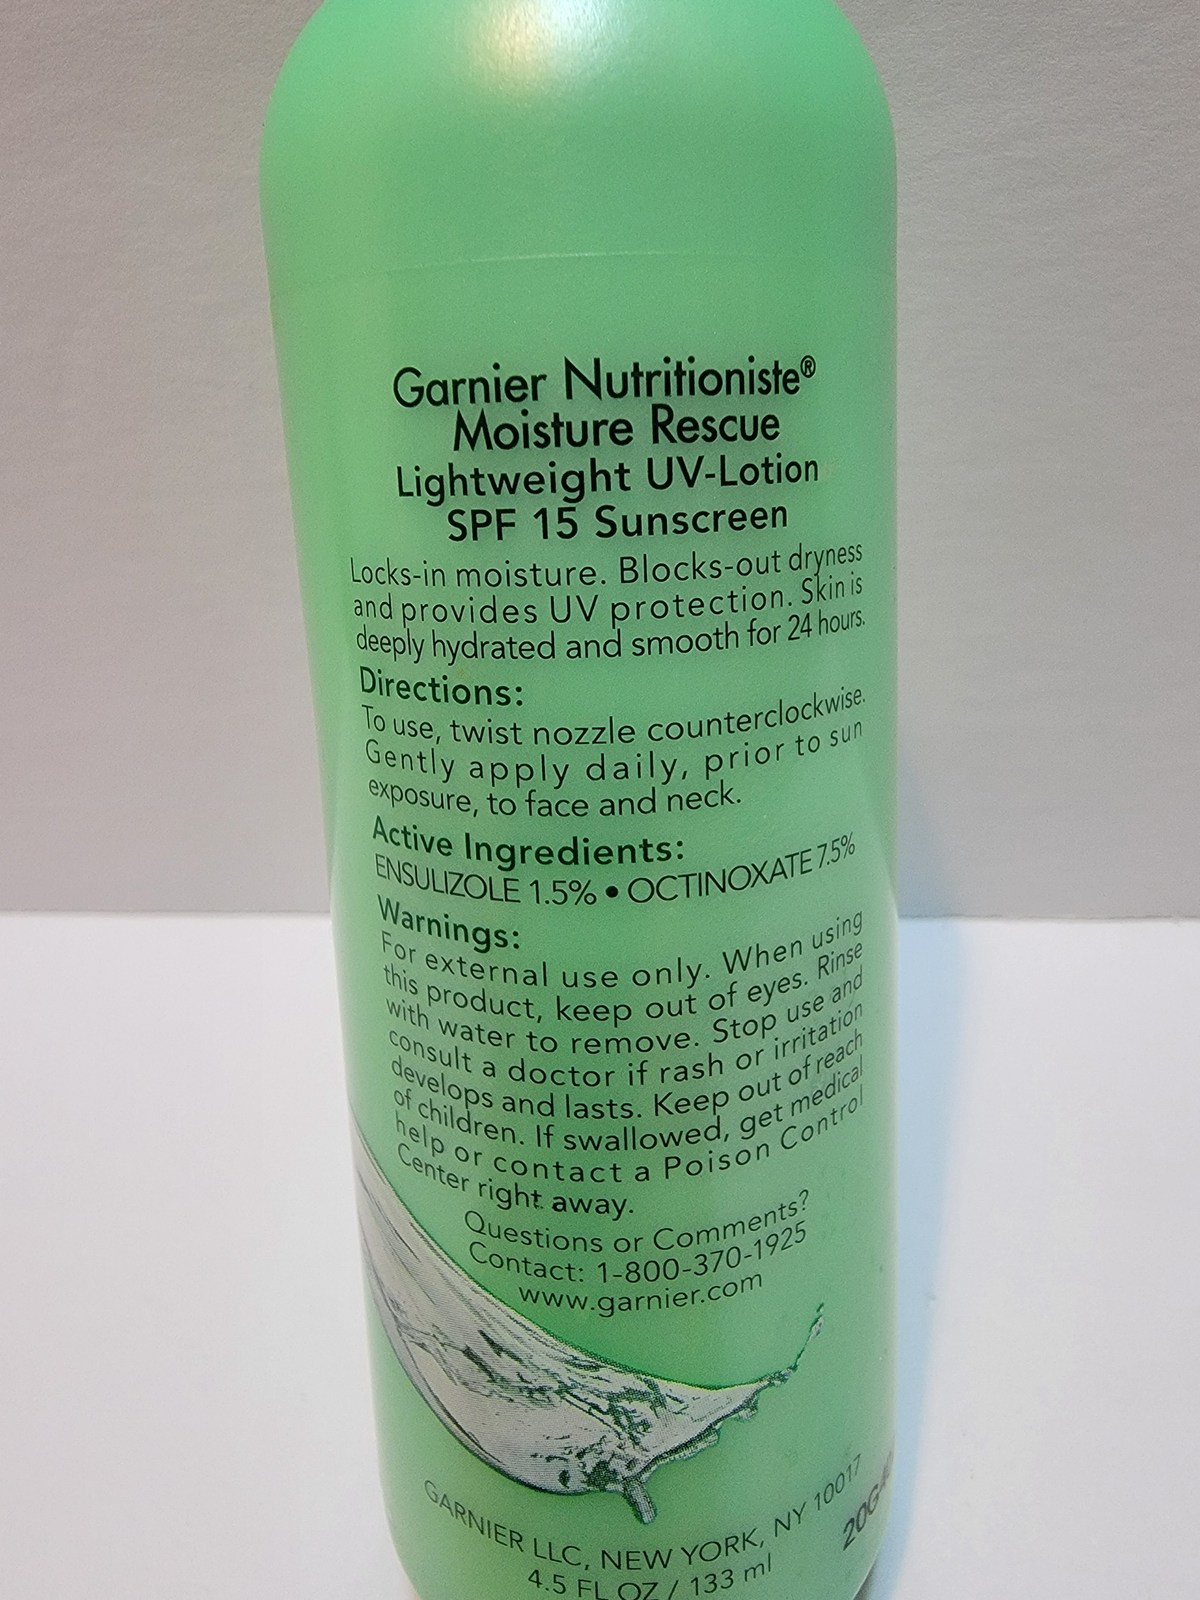 Garnier Nutritioniste®
Moisture Rescue
Lightweight UV-Lotion
SPF 15 Sunscreen
Locks-in moisture. Blocks-out dryness
and provides UV protection. Skin is
deeply hydrated and smooth for 24 hours.
Directions:
To use, twist nozzle counterclockwise.
Gently apply daily, prior to sun
exposure, to face and neck.
Active Ingredients:
ENSULIZOLE 1.5% • OCTINOXATE 7.5%
Warnings:
For external use only. When using
this product, keep out of eyes. Rinse
with water to remove. Stop use and
consult a doctor if rash or irritation
develops and lasts. Keep out of reach
of children. If swallowed, get medical
help or contact a Poison Control
Center right away.
Questions or Comments?
Contact: 1-800-370-1925
www.garnier.com
GARNIER LLC, NEW YORK, NY 10017
4.5 FL OZ / 133 ml